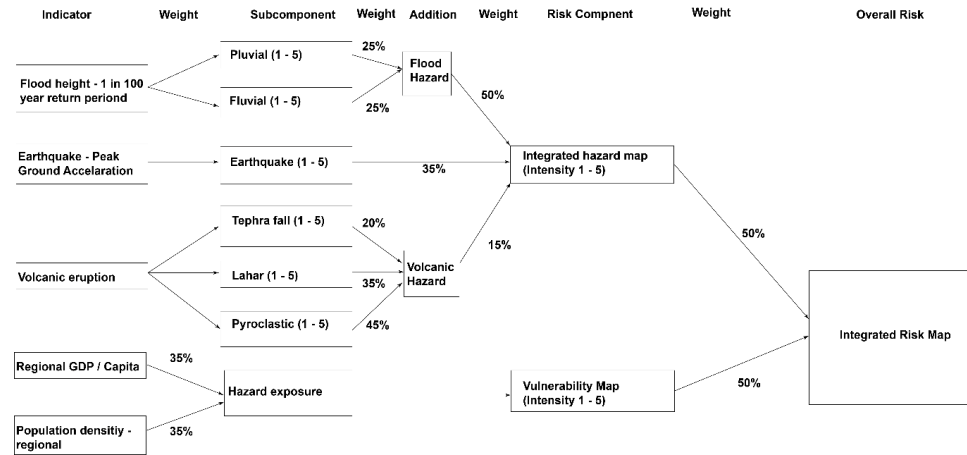 Indicator Weight Subcomponent Weight Addition Weight Risk Compnent Weight Overall Risk
Flood height - 1 in 100
year return periond
Pluvial (1 - 5)
25%
Fluvial (1 - 5)
25%
Flood
Hazard
50%
Earthquake - Peak
Ground Accelaration
Earthquake (1 - 5)
35%
Integrated hazard map
(Intensity 1 - 5)
Volcanic eruption
Tephra fall (1 - 5)
20%
Lahar (1 - 5)
35%
Pyroclastic (1 - 5)
45%
Volcanic
Hazard
15%
50%
Integrated Risk Map
Regional GDP / Capita
35%
Population densitiy -
regional
35%
Hazard exposure
Vulnerability Map
(Intensity 1 - 5)
50%